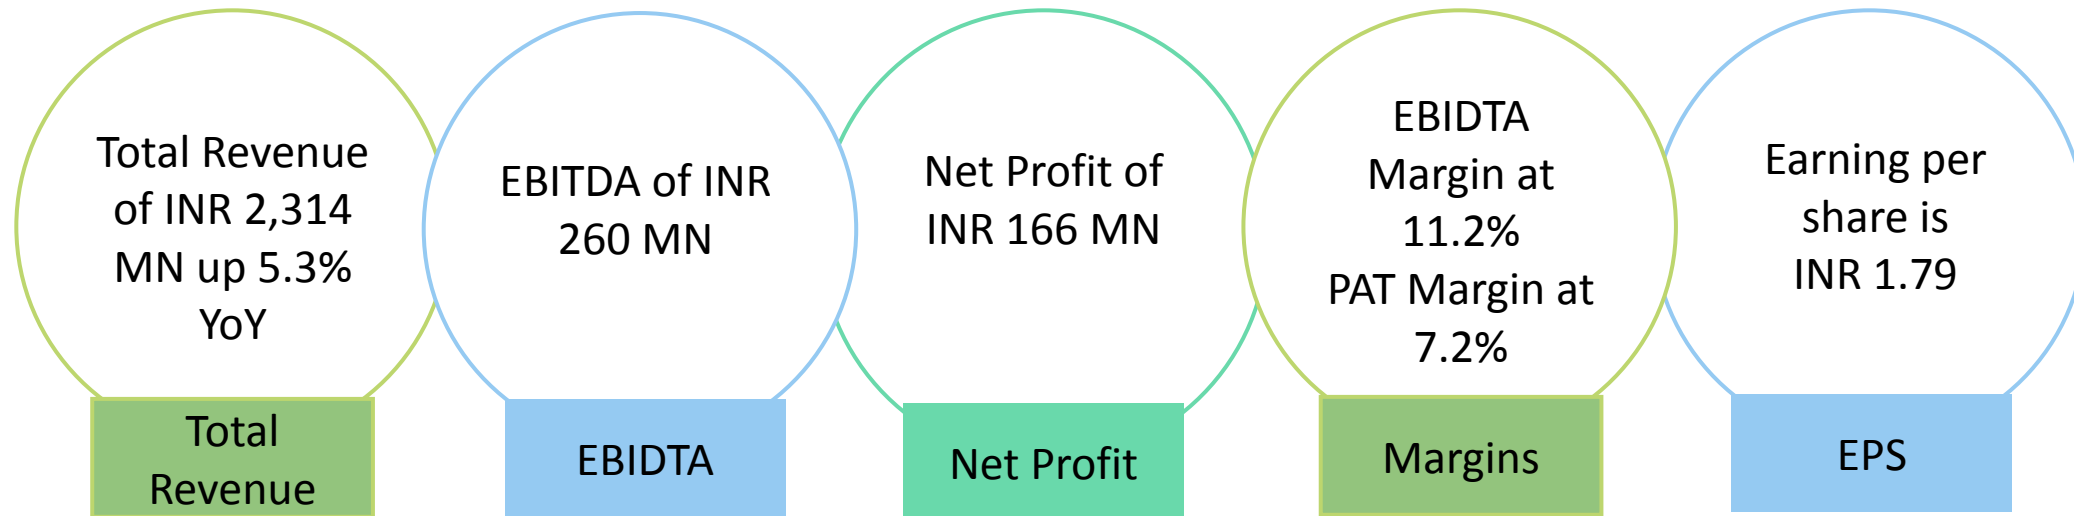 Total Revenue
of INR 2,314
MN up 5.3%
YoY
Total
Revenue
EBITDA of INR
260 MN
EBIDTA
Net Profit of
INR 166 MN
Net Profit
EBIDTA
Margin at
11.2%
PAT Margin at
7.2%
Margins
Earning per
share is
INR 1.79
EPS